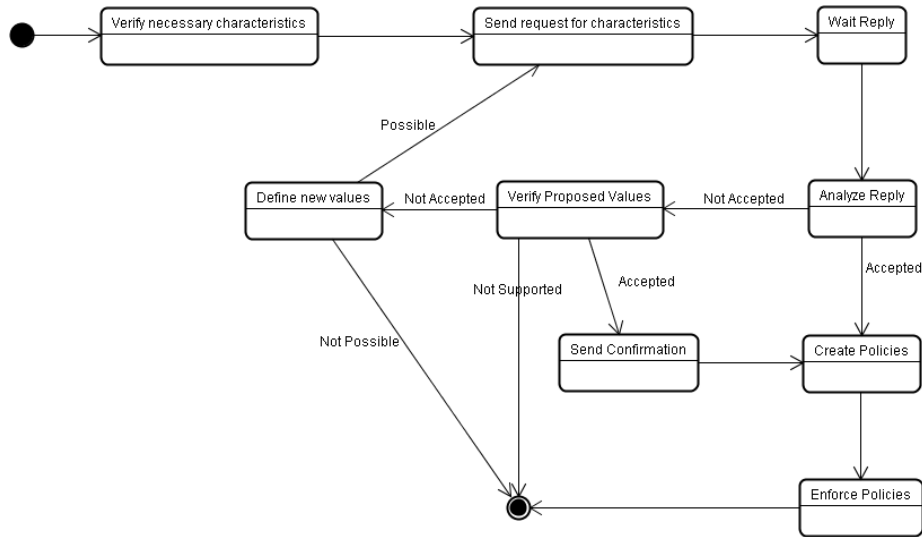 Verify necessary characteristics
Send request for characteristics
Wait Reply
Possible
Define new values
Not Accepted
Verify Proposed Values
Not Accepted
Analyze Reply
Not Supported
Accepted
Accepted
Not Possible
Send Confirmation
Create Policies
Enforce Policies